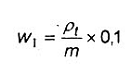 w₁ = ρₜ/m × 0,1